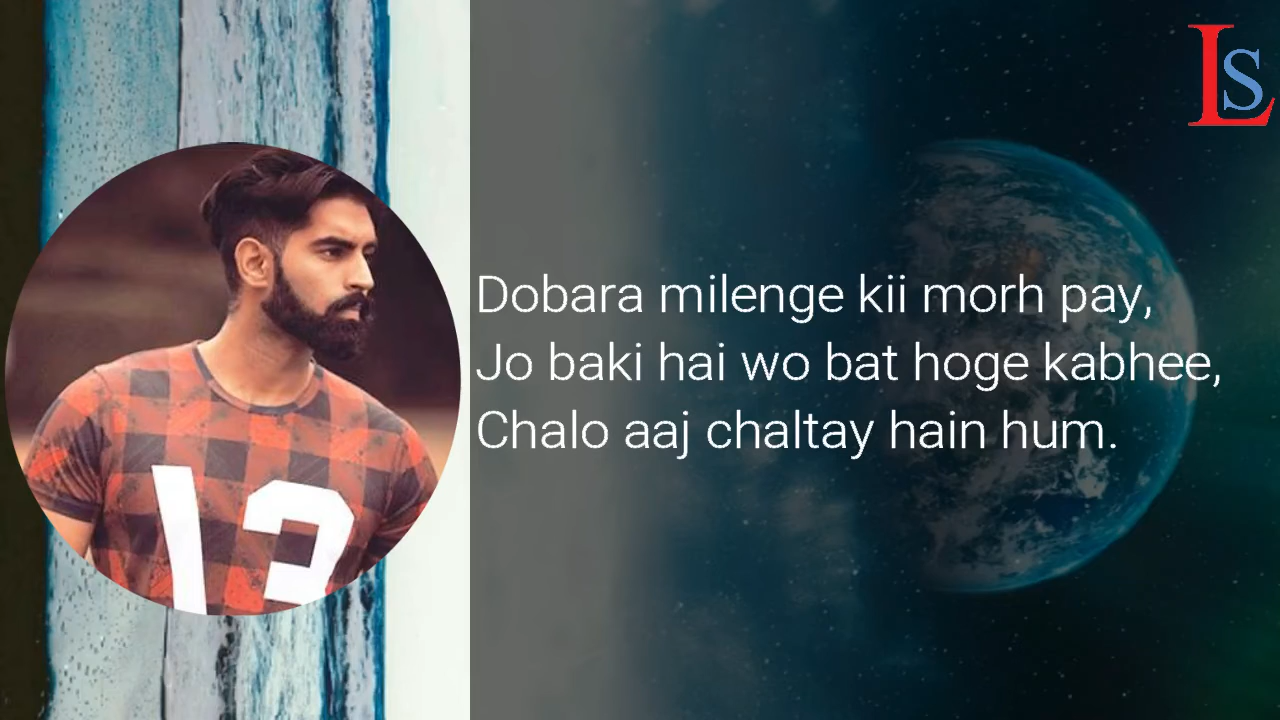 LS
Dobara milenge kii morh pay,
Jo baki hai wo bat hoge kabhee,
Chalo aaj chaltay hain hum.
13